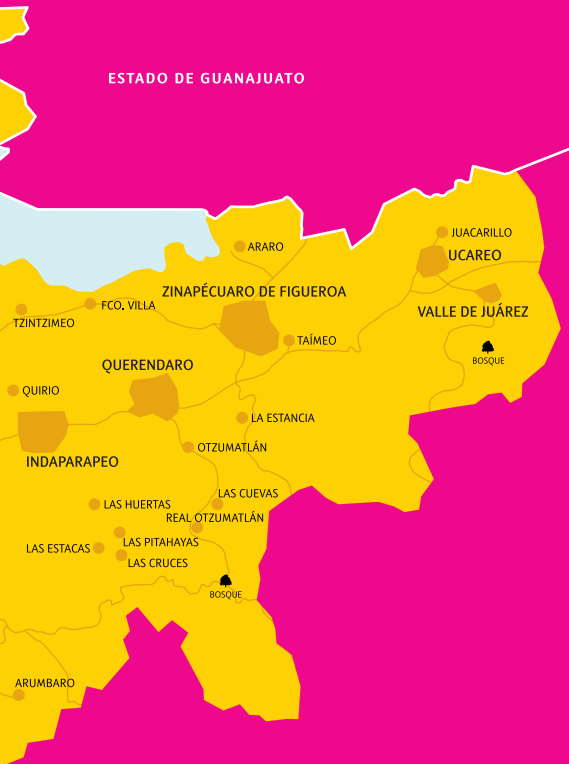 ESTADO DE GUANAJUATO
JUACARILLO
ARARO
UCAREO
ZINAPÉCUARO DE FIGUEROA
FCO. VILLA
VALLE DE JUÁREZ
TZINTZIMEO
TAÍMEO
BOSQUE
QUERENDARO
QUIRIO
LA ESTANCIA
OTZUMATLÁN
INDAPARAPEO
LAS CUEVAS
LAS HUERTAS
REAL OTZUMATLÁN
LAS PITAHAYAS
LAS ESTACAS
LAS CRUCES
BOSQUE
ARUMBARO